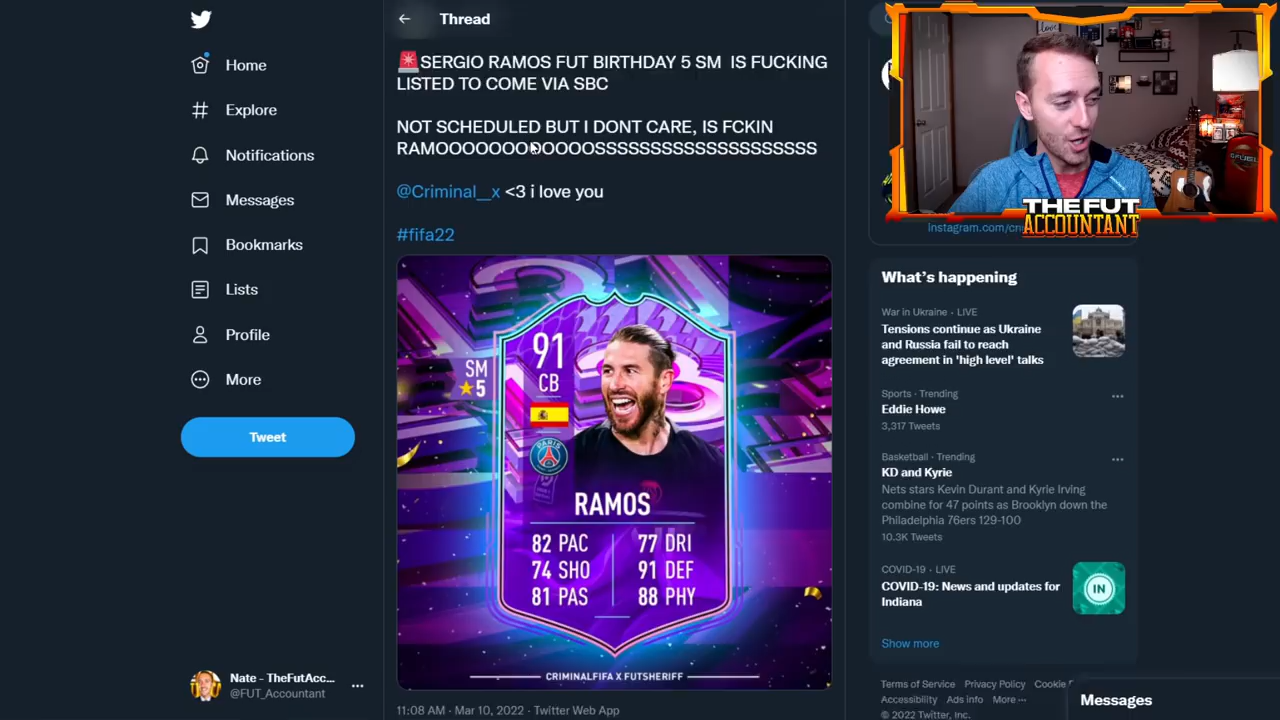 Home
Explore
Notifications
Messages
Bookmarks
Lists
Profile
More
Tweet
Nate - TheFutAcc...
@FUT_Accountant
Thread
🚨SERGIO RAMOS FUT BIRTHDAY 5 SM IS FUCKING
LISTED TO COME VIA SBC
NOT SCHEDULED BUT I DONT CARE, IS FCKIN
RAMOOOOOOOOOOOOSSSSSSSSSSSSSSSSSSSS
@Criminal__x <3 i love you
#fifa22
91
CB
SM
★5
RAMOS
82 PAC
74 SHO
81 PAS
77 DRI
91 DEF
88 PHY
CRIMINALFIFA X FUTSHERIFF
11:08 AM · Mar 10, 2022 · Twitter Web App
THE FUT
ACCOUNTANT
What's happening
War in Ukraine · LIVE
Tensions continue as Ukraine
and Russia fail to reach
agreement in 'high level' talks
Sports · Trending
Eddie Howe
3,317 Tweets
Basketball · Trending
KD and Kyrie
Nets stars Kevin Durant and Kyrie Irving
combine for 47 points as Brooklyn down the
Philadelphia 76ers 129-100
10.3K Tweets
COVID-19 · LIVE
COVID-19: News and updates for
Indiana
IN
Show more
Terms of Service Privacy Policy Cookie
Accessibility Ads info More ···
© 2022 Twitter, Inc.
Messages